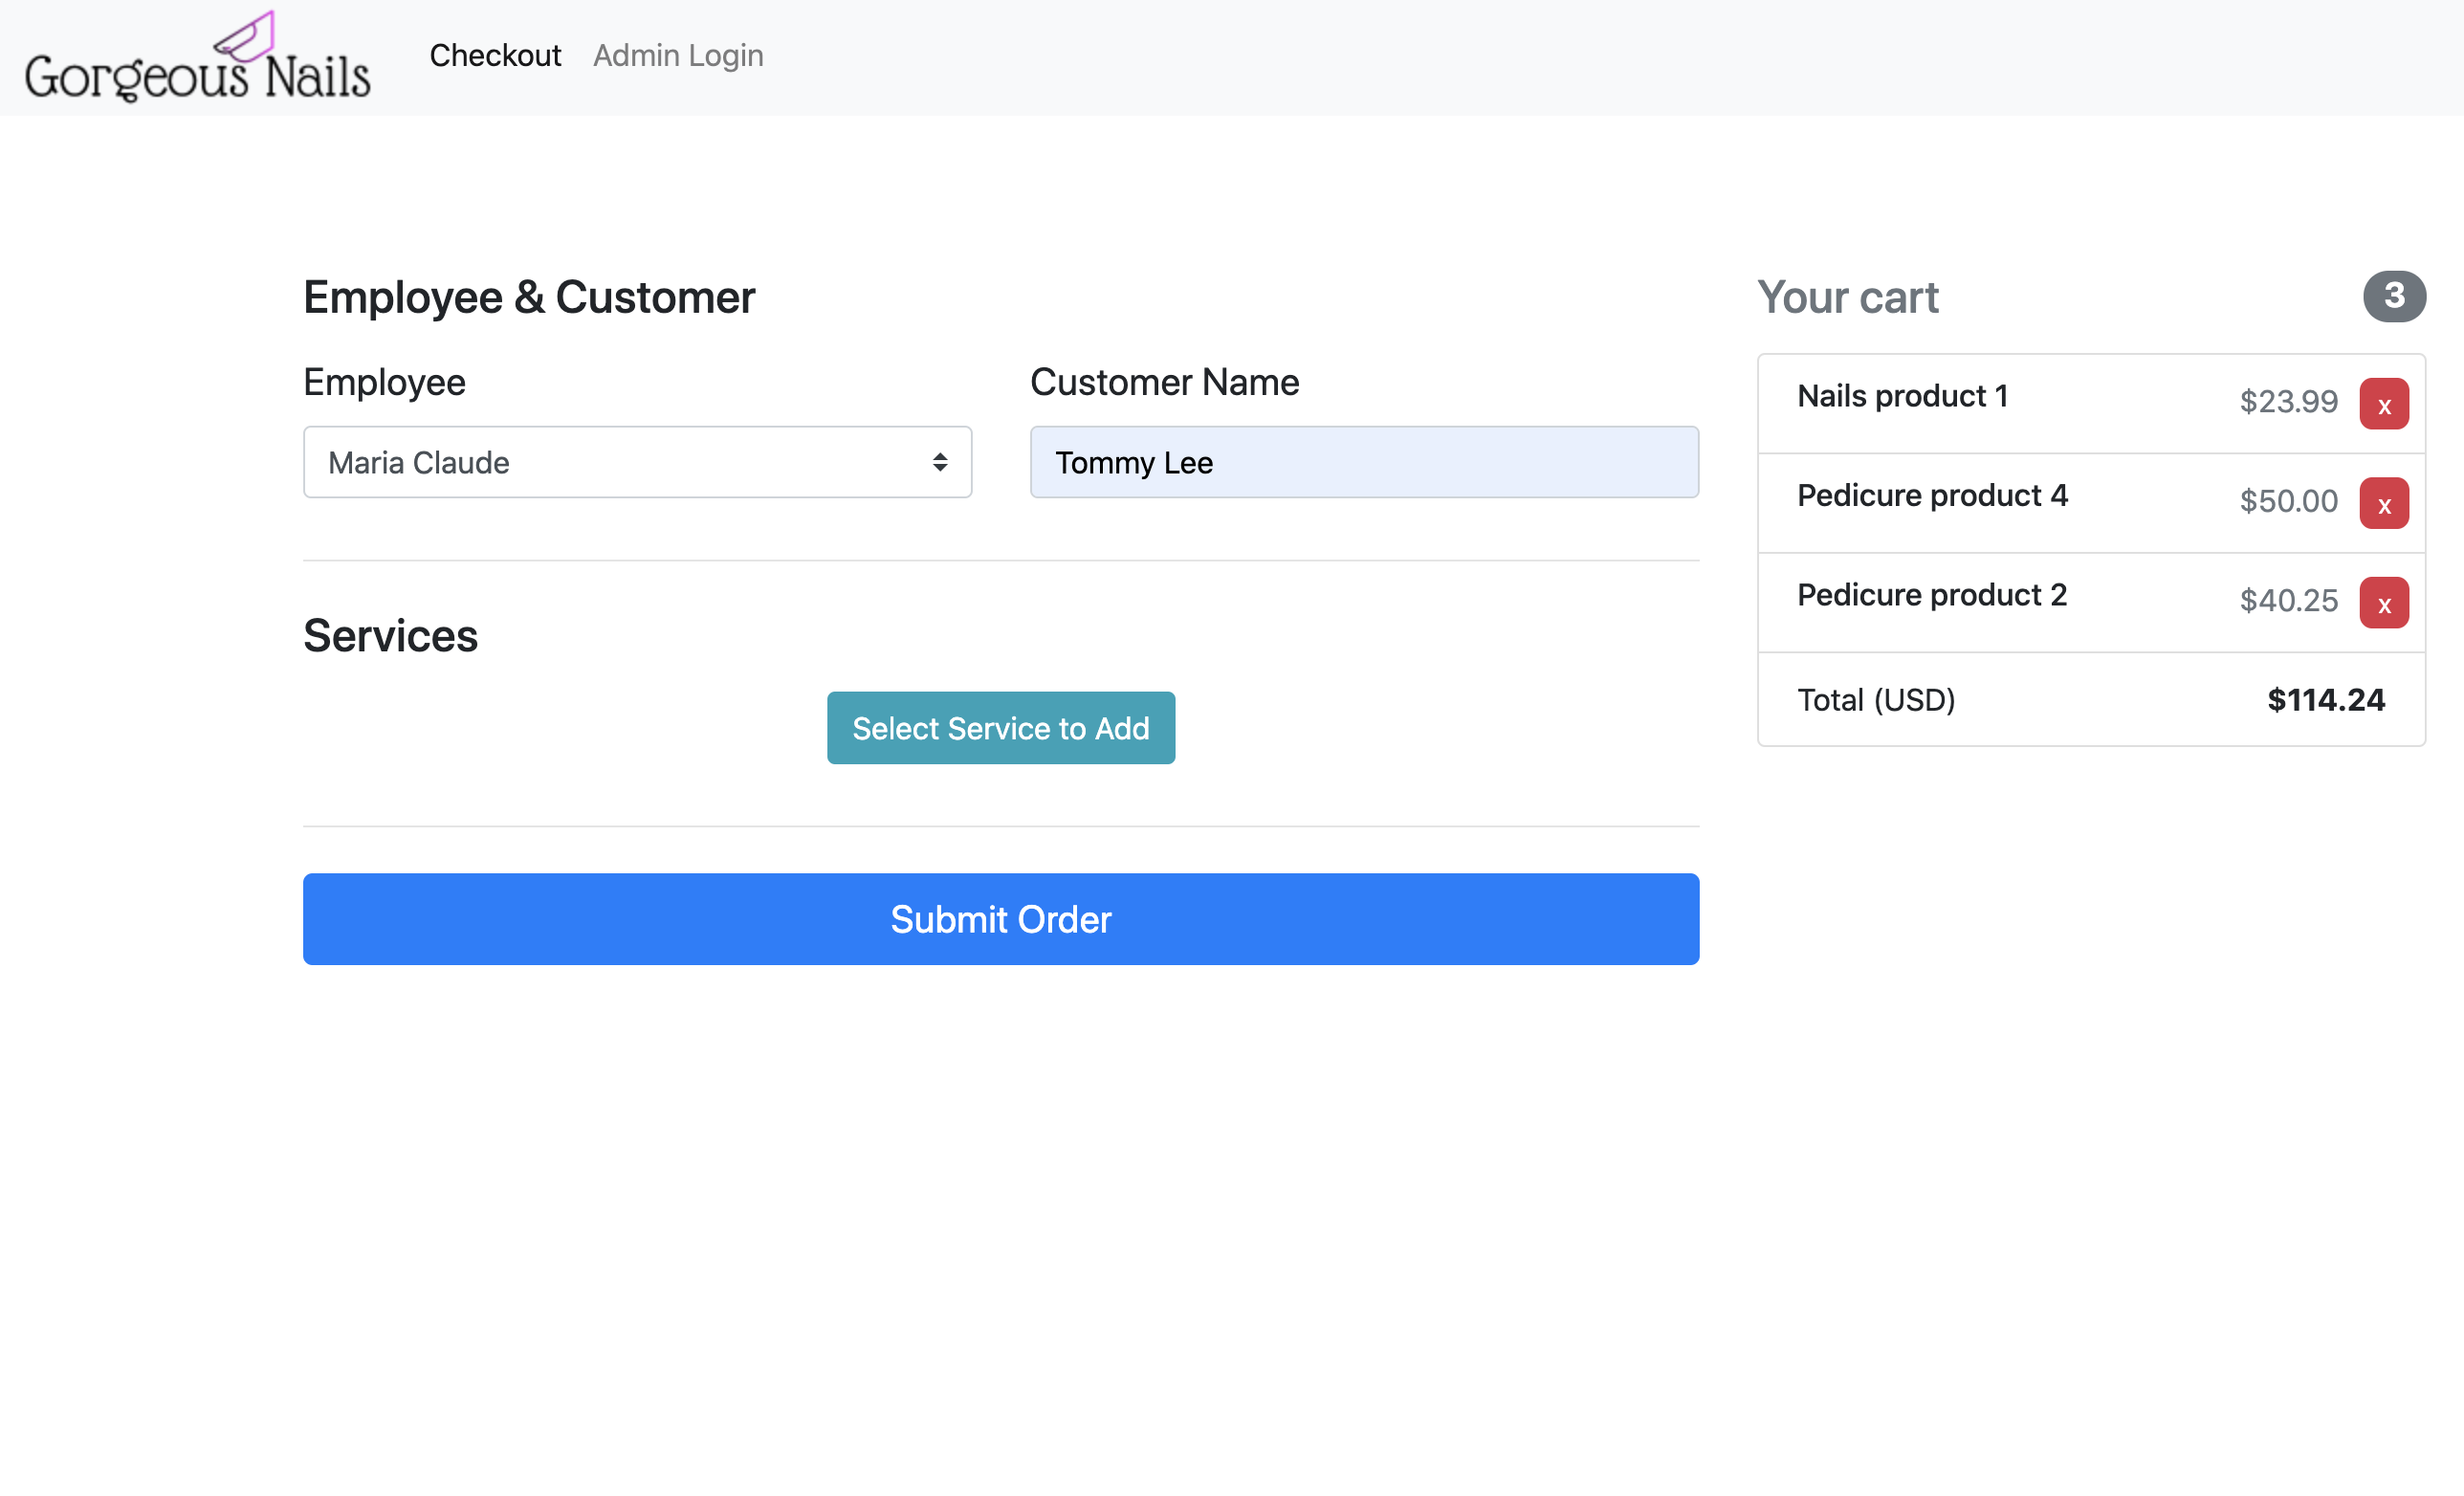 Gorgeous Nails
Checkout Admin Login
Employee & Customer
Employee
Customer Name
Maria Claude
Tommy Lee
Services
Select Service to Add
Submit Order
Your cart 3
Nails product 1 $23.99 x
Pedicure product 4 $50.00 x
Pedicure product 2 $40.25 x
Total (USD) $114.24